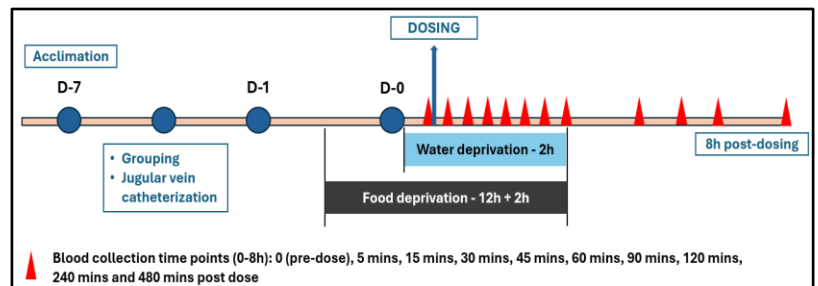 DOSING
Acclimation
D-7
D-1
D-0
Water deprivation - 2h
8h post-dosing
• Grouping
• Jugular vein
catheterization
Food deprivation - 12h + 2h
Blood collection time points (0-8h): 0 (pre-dose), 5 mins, 15 mins, 30 mins, 45 mins, 60 mins, 90 mins, 120 mins,
240 mins and 480 mins post dose